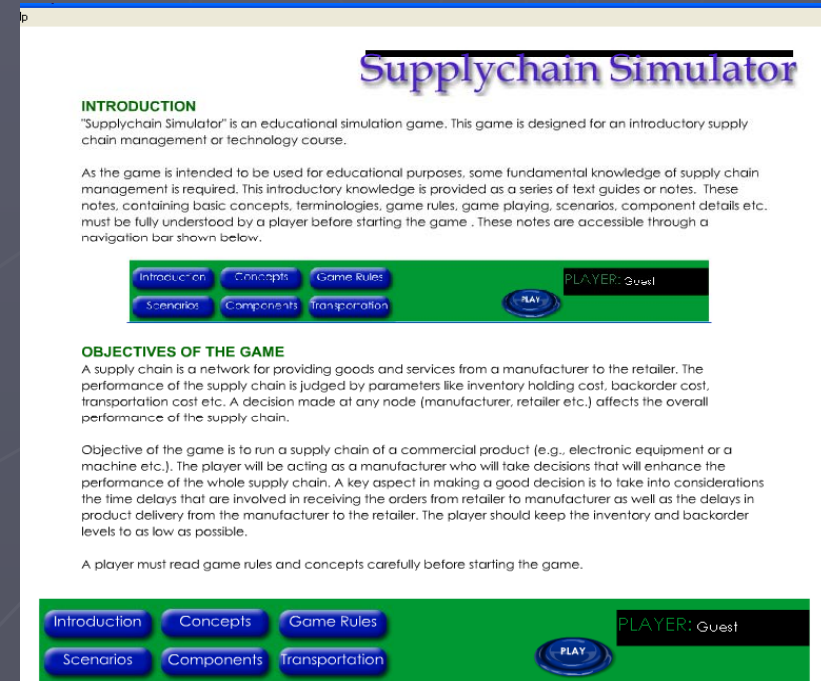 lp
Supplychain Simulator
INTRODUCTION
"Supplychain Simulator" is an educational simulation game. This game is designed for an introductory supply
chain management or technology course.
As the game is intended to be used for educational purposes, some fundamental knowledge of supply chain
management is required. This introductory knowledge is provided as a series of text guides or notes. These
notes, containing basic concepts, terminologies, game rules, game playing, scenarios, component details etc.
must be fully understood by a player before starting the game . These notes are accessible through a
navigation bar shown below.
Introduction Concepts Game Rules PLAYER: Guest
Scenarios Components Transportation PLAY
OBJECTIVES OF THE GAME
A supply chain is a network for providing goods and services from a manufacturer to the retailer. The
performance of the supply chain is judged by parameters like inventory holding cost, backorder cost,
transportation cost etc. A decision made at any node (manufacturer, retailer etc.) affects the overall
performance of the supply chain.
Objective of the game is to run a supply chain of a commercial product (e.g., electronic equipment or a
machine etc.). The player will be acting as a manufacturer who will take decisions that will enhance the
performance of the whole supply chain. A key aspect in making a good decision is to take into considerations
the time delays that are involved in receiving the orders from retailer to manufacturer as well as the delays in
product delivery from the manufacturer to the retailer. The player should keep the inventory and backorder
levels to as low as possible.
A player must read game rules and concepts carefully before starting the game.
Introduction Concepts Game Rules PLAYER: Guest
Scenarios Components Transportation PLAY